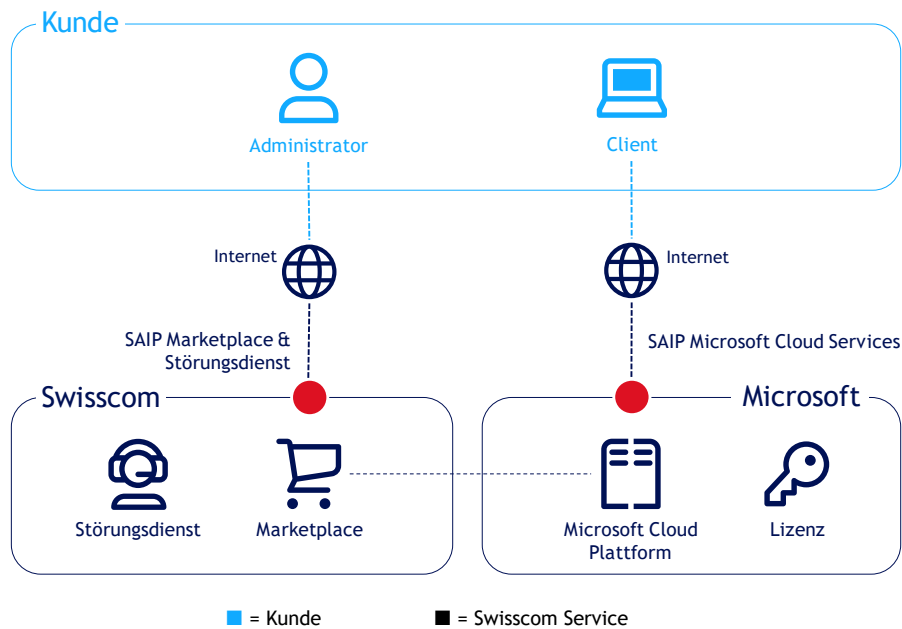 Kunde
Administrator
Client
Internet
Internet
SAIP Marketplace &
Störungsdienst
SAIP Microsoft Cloud Services
Swisscom
Microsoft
Störungsdienst
Marketplace
Microsoft Cloud
Plattform
Lizenz
= Kunde
= Swisscom Service